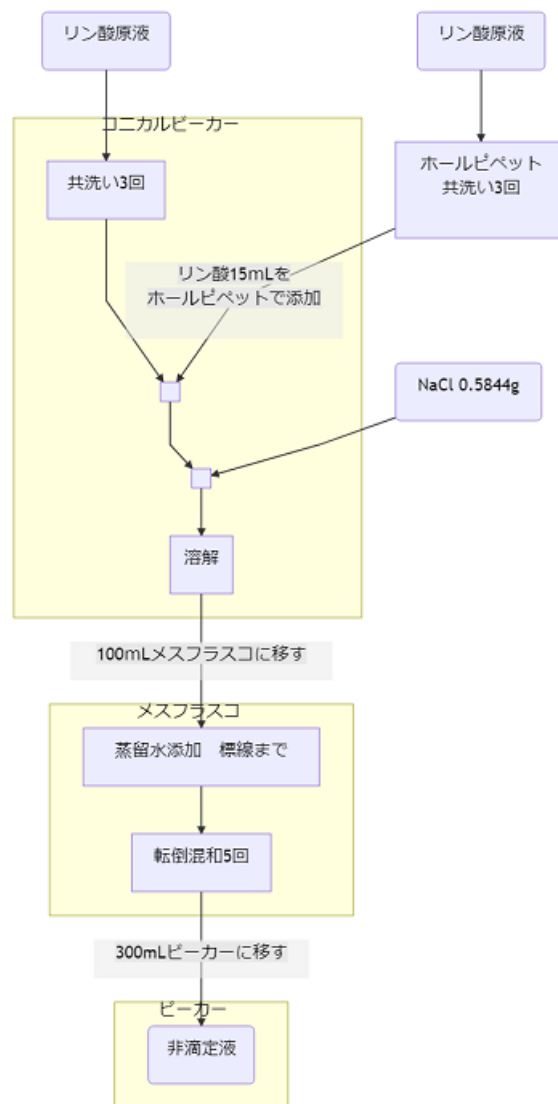 リン酸原液
リン酸原液
コニカルビーカー
共洗い3回
ホールピペット
共洗い3回
リン酸15mLを
ホールピペットで添加
NaCl 0.5844g
溶解
100mLメスフラスコに移す
メスフラスコ
蒸留水添加　標線まで
転倒混和5回
300mLビーカーに移す
ビーカー
非滴定液